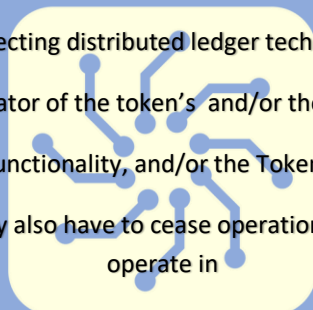 ecting distributed ledger tech
ator of the token's and/or the
unctionality, and/or the Token
y also have to cease operation
operate in